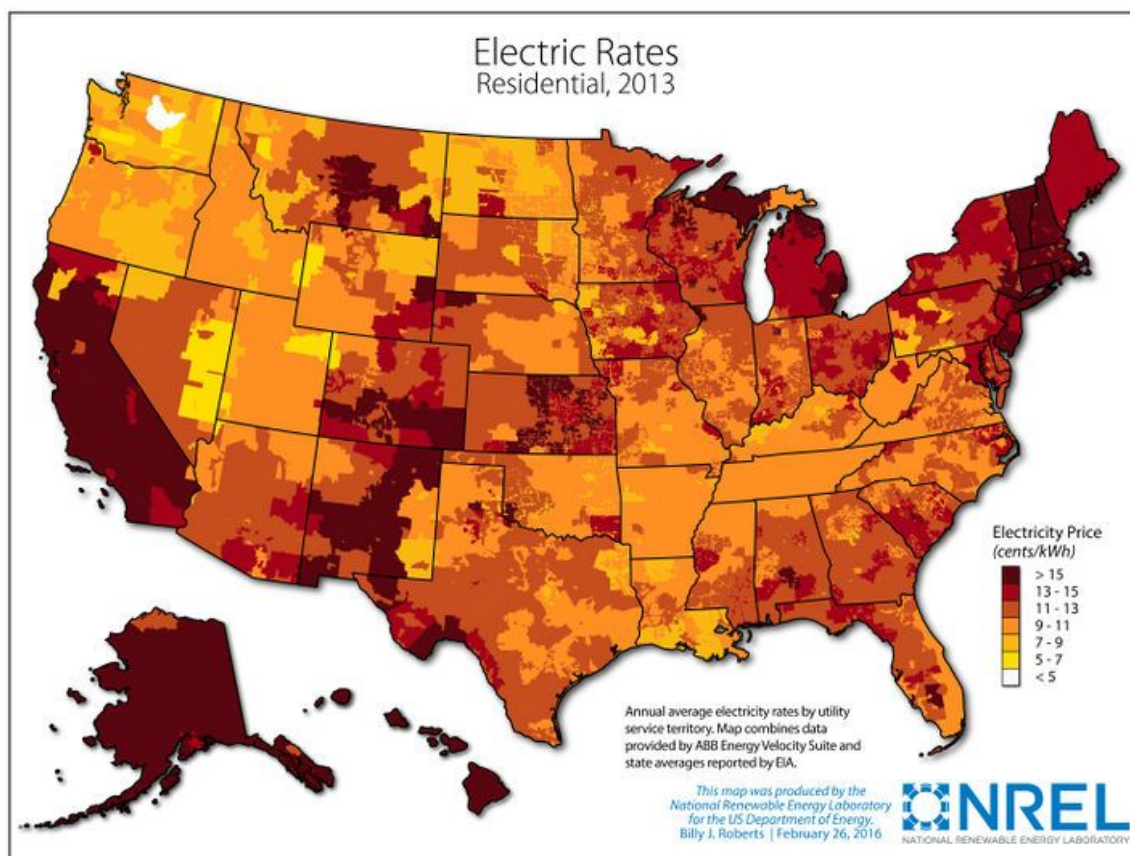 Electric Rates
Residential, 2013
Electricity Price
(cents/kWh)
> 15
13 - 15
11 - 13
9 - 11
7 - 9
5 - 7
< 5
Annual average electricity rates by utility
service territory. Map combines data
provided by ABB Energy Velocity Suite and
state averages reported by EIA.
This map was produced by the
National Renewable Energy Laboratory
for the US Department of Energy.
Billy J. Roberts | February 26, 2016
NREL
NATIONAL RENEWABLE ENERGY LABORATORY